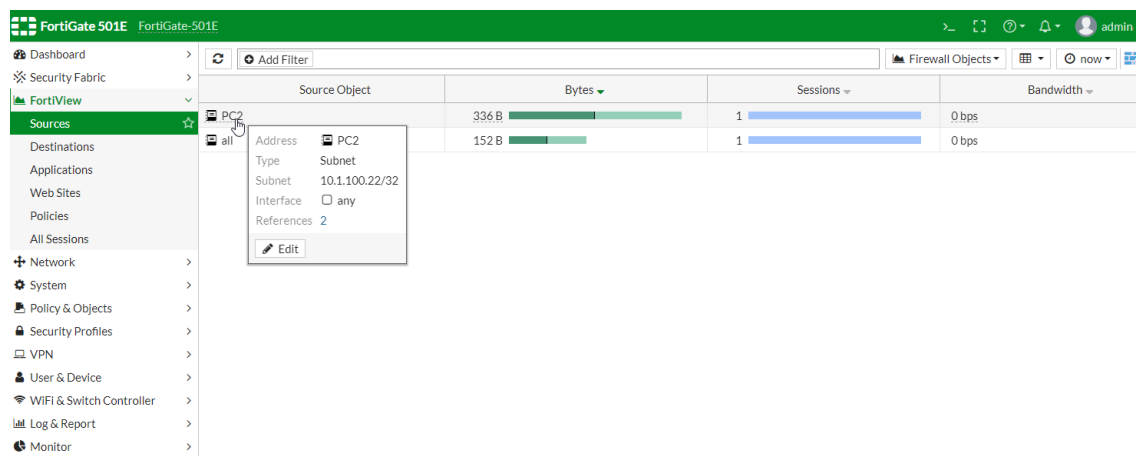 FortiGate 501E FortiGate-501E >_ admin
Dashboard
Security Fabric
FortiView
Sources
Destinations
Applications
Web Sites
Policies
All Sessions
Network
System
Policy & Objects
Security Profiles
VPN
User & Device
WiFi & Switch Controller
Log & Report
Monitor
Add Filter Firewall Objects now
Source Object Bytes Sessions Bandwidth
PC2 336 B 1 0 bps
all 152 B 1 0 bps
Address PC2
Type Subnet
Subnet 10.1.100.22/32
Interface any
References 2
Edit